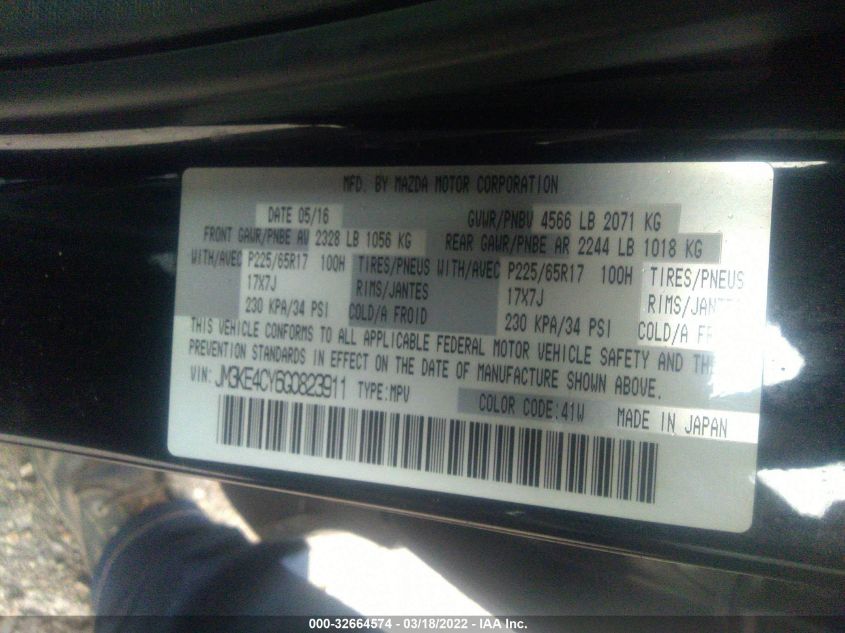 MFD. BY MAZDA MOTOR CORPORATION
DATE 05/16 GVWR/PNBV 4566 LB 2071 KG
FRONT GAWR/PNBE AV 2328 LB 1056 KG REAR GAWR/PNBE AR 2244 LB 1018 KG
WITH/AVEC P225/65R17 100H TIRES/PNEUS WITH/AVEC P225/65R17 100H TIRES/PNEUS
17X7J RIMS/JANTES 17X7J RIMS/JANTES
230 KPA/34 PSI COLD/A FROID 230 KPA/34 PSI COLD/A
THIS VEHICLE CONFORMS TO ALL APPLICABLE FEDERAL MOTOR VEHICLE SAFETY AND
PREVENTION STANDARDS IN EFFECT ON THE DATE OF MANUFACTURE SHOWN ABOVE.
VIN: JM3KE4CY6G0823911 TYPE:MPV
COLOR CODE:41W MADE IN JAPAN
000-32664574 / 03/18/2022 - IAA Inc.